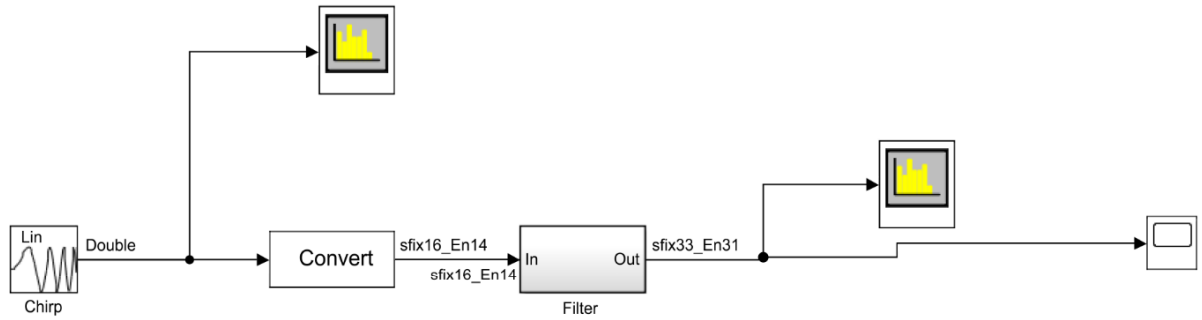 Lin
Double
Chirp
Convert
sfix16_En14
sfix16_En14
In
Out
Filter
sfix33_En31